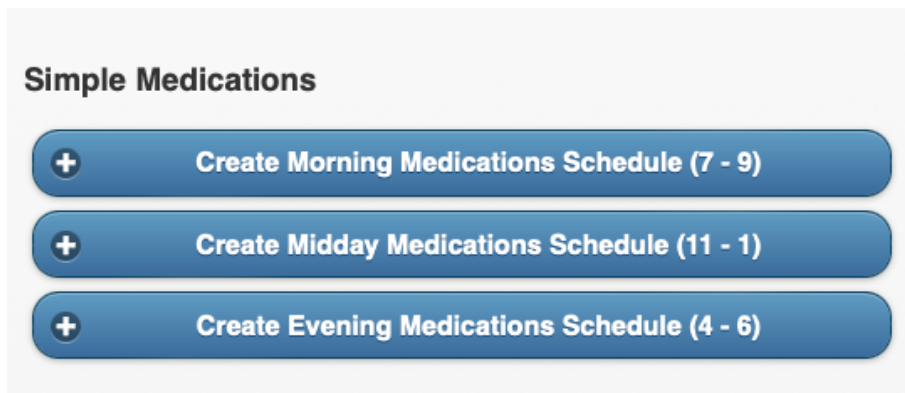 Simple Medications
Create Morning Medications Schedule (7 - 9)
Create Midday Medications Schedule (11 - 1)
Create Evening Medications Schedule (4 - 6)